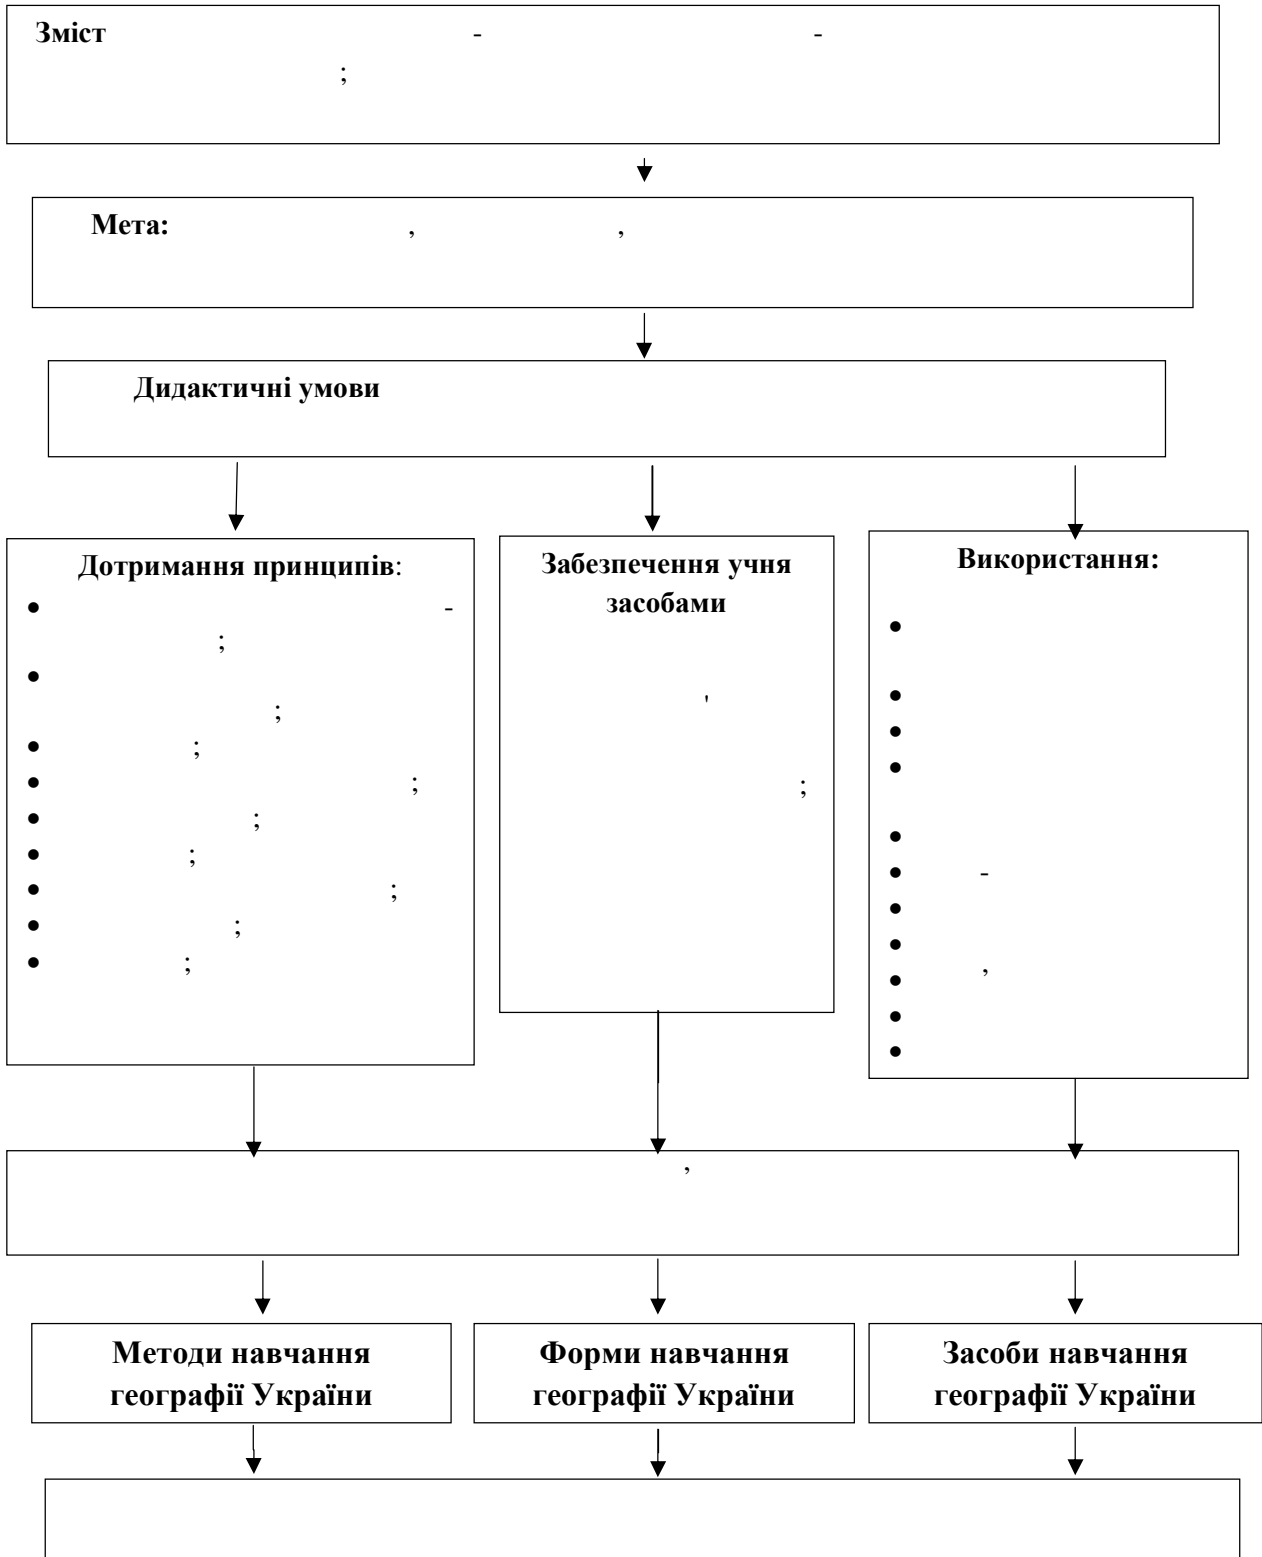 Зміст - -
;
Мета: , ,
Дидактичні умови
Дотримання принципів:
• -
;
•
;
• ;
• ;
• ;
• ;
• ;
• ;
• ;
Забезпечення учня
засобами
'
;
Використання:
•
•
•
•
•
• -
•
•
• ,
•
•
,
Методи навчання
географії України
Форми навчання
географії України
Засоби навчання
географії України